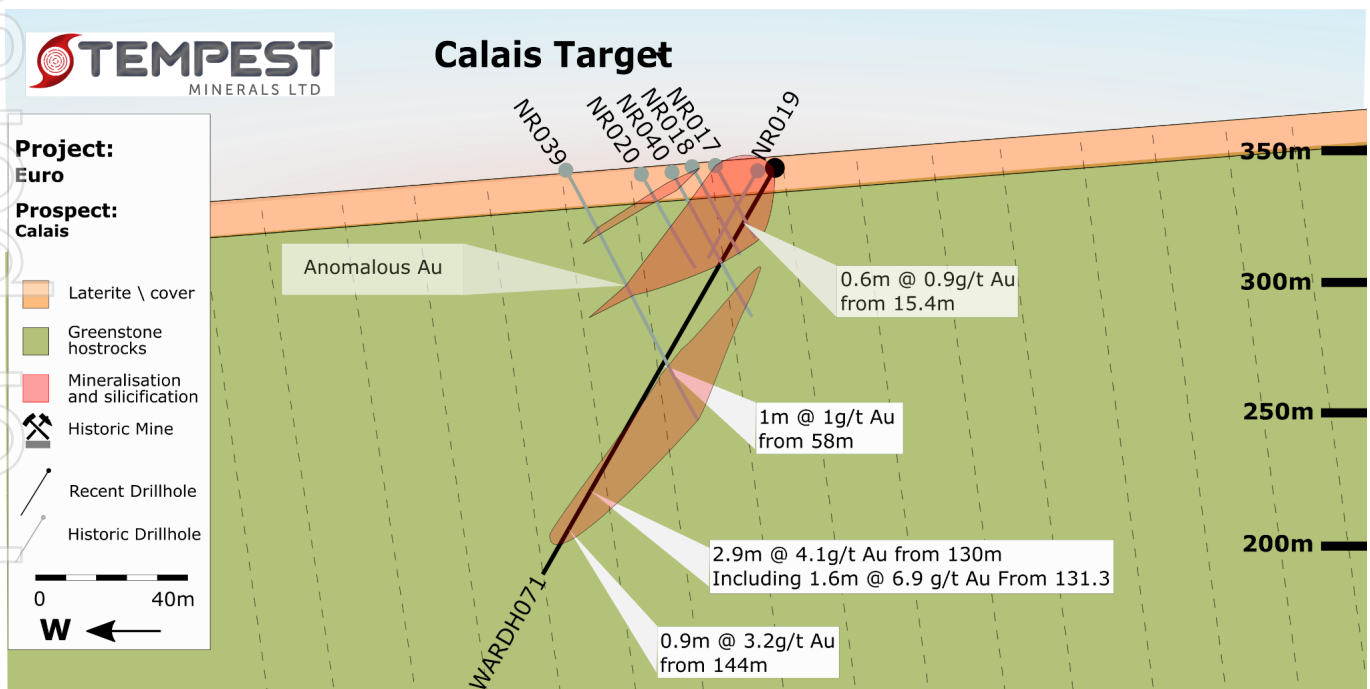 TEMPEST
MINERALS LTD
Calais Target
Project:
Euro
Prospect:
Calais
Laterite \ cover
Greenstone
hostrocks
Mineralisation
and silicification
Historic Mine
Recent Drillhole
Historic Drillhole
0 40m
W
NR039
NR020
NR040
NR018
NR017
NR019
350m
300m
250m
200m
Anomalous Au
0.6m @ 0.9g/t Au
from 15.4m
1m @ 1g/t Au
from 58m
2.9m @ 4.1g/t Au from 130m
Including 1.6m @ 6.9 g/t Au From 131.3
0.9m @ 3.2g/t Au
from 144m
WARDH071